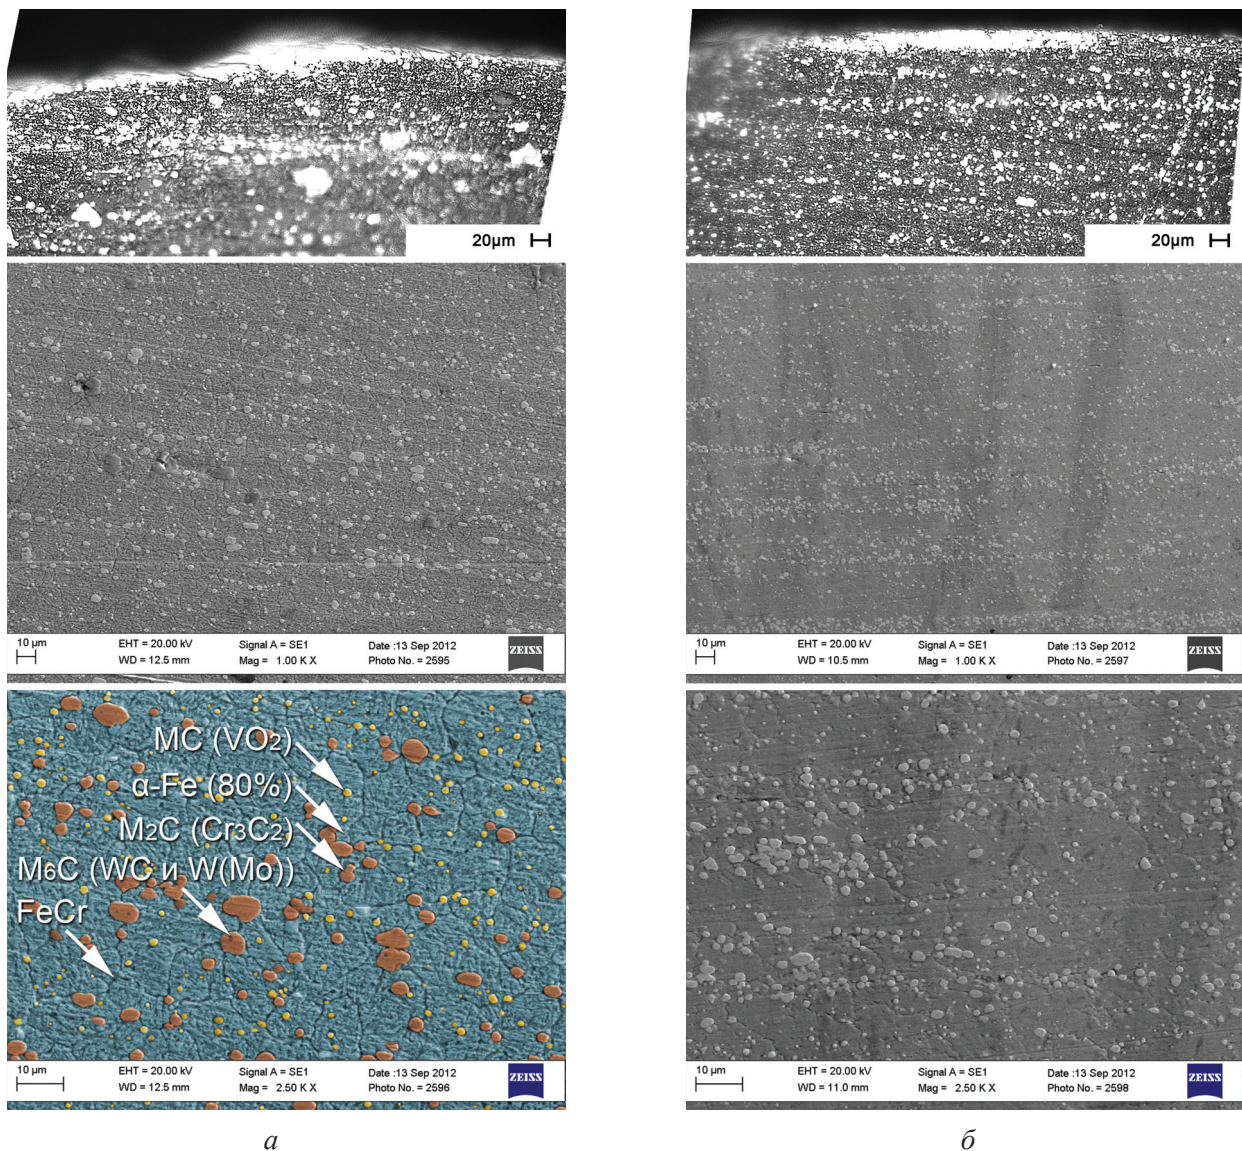 20µm
20µm
10 µm
EHT = 20.00 kV
Signal A = SE1
Date :13 Sep 2012
WD = 12.5 mm
Mag = 1.00 K X
Photo No. = 2595
ZEISS
10 µm
EHT = 20.00 kV
Signal A = SE1
Date :13 Sep 2012
WD = 10.5 mm
Mag = 1.00 K X
Photo No. = 2597
ZEISS
MC (VO2)
α-Fe (80%)
M2C (Cr3C2)
M6C (WC и W(Mo))
FeCr
10 µm
EHT = 20.00 kV
Signal A = SE1
Date :13 Sep 2012
WD = 12.5 mm
Mag = 2.50 K X
Photo No. = 2596
ZEISS
10 µm
EHT = 20.00 kV
Signal A = SE1
Date :13 Sep 2012
WD = 11.0 mm
Mag = 2.50 K X
Photo No. = 2598
ZEISS
а
б